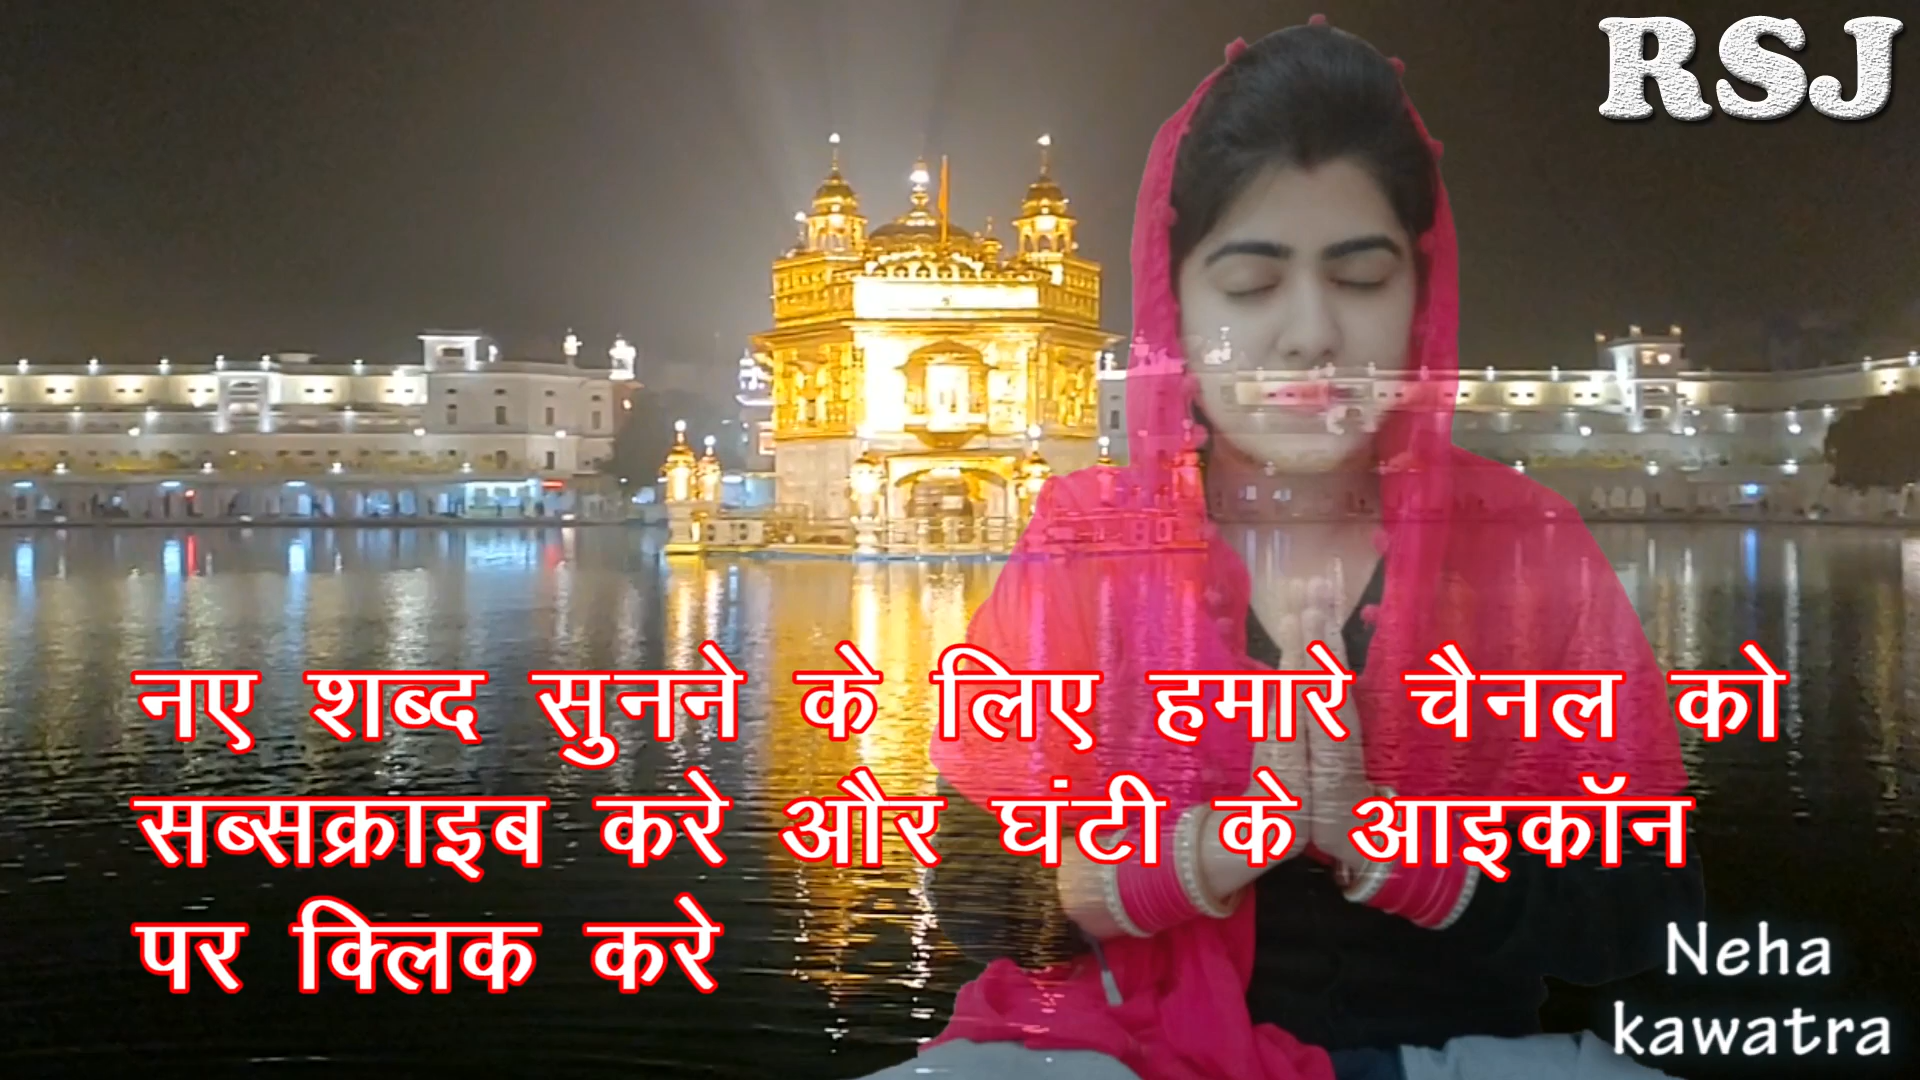 RSJ
नए शब्द सुनने के लिए हमारे चैनल को
सब्सक्राइब करे और घंटी के आइकॉन
पर क्लिक करे
Neha
kawatra